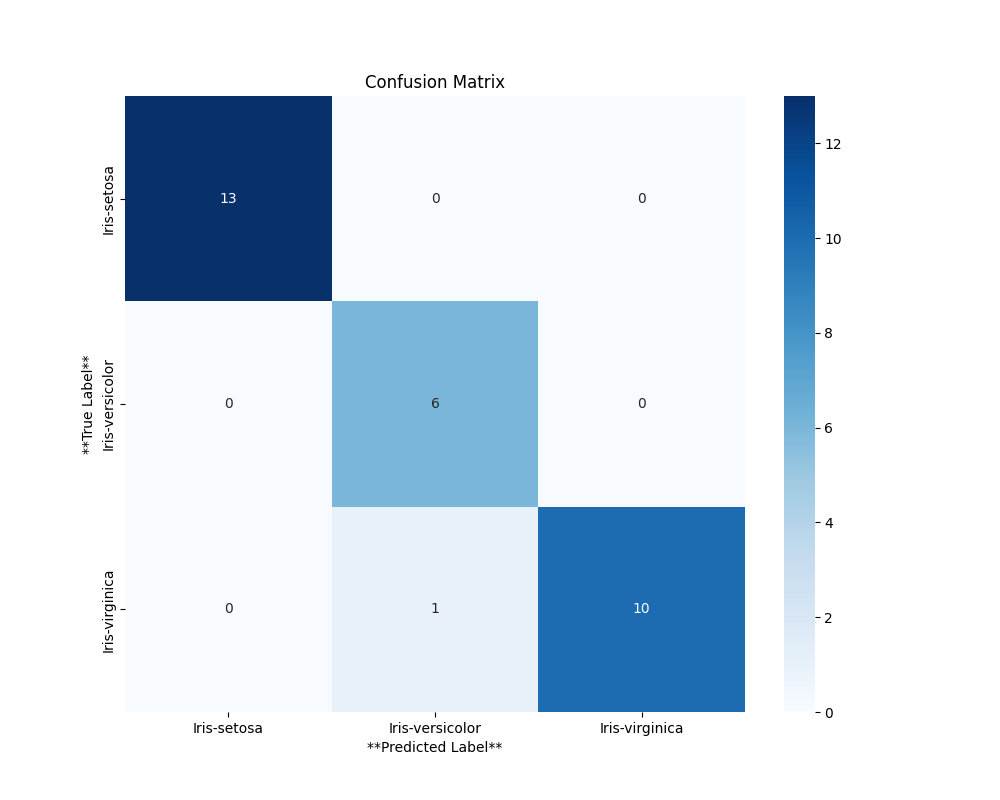 Confusion Matrix
**True Label**
Iris-setosa
13 0 0
Iris-versicolor
0 6 0
Iris-virginica
0 1 10
Iris-setosa Iris-versicolor Iris-virginica
**Predicted Label**
12
10
8
6
4
2
0